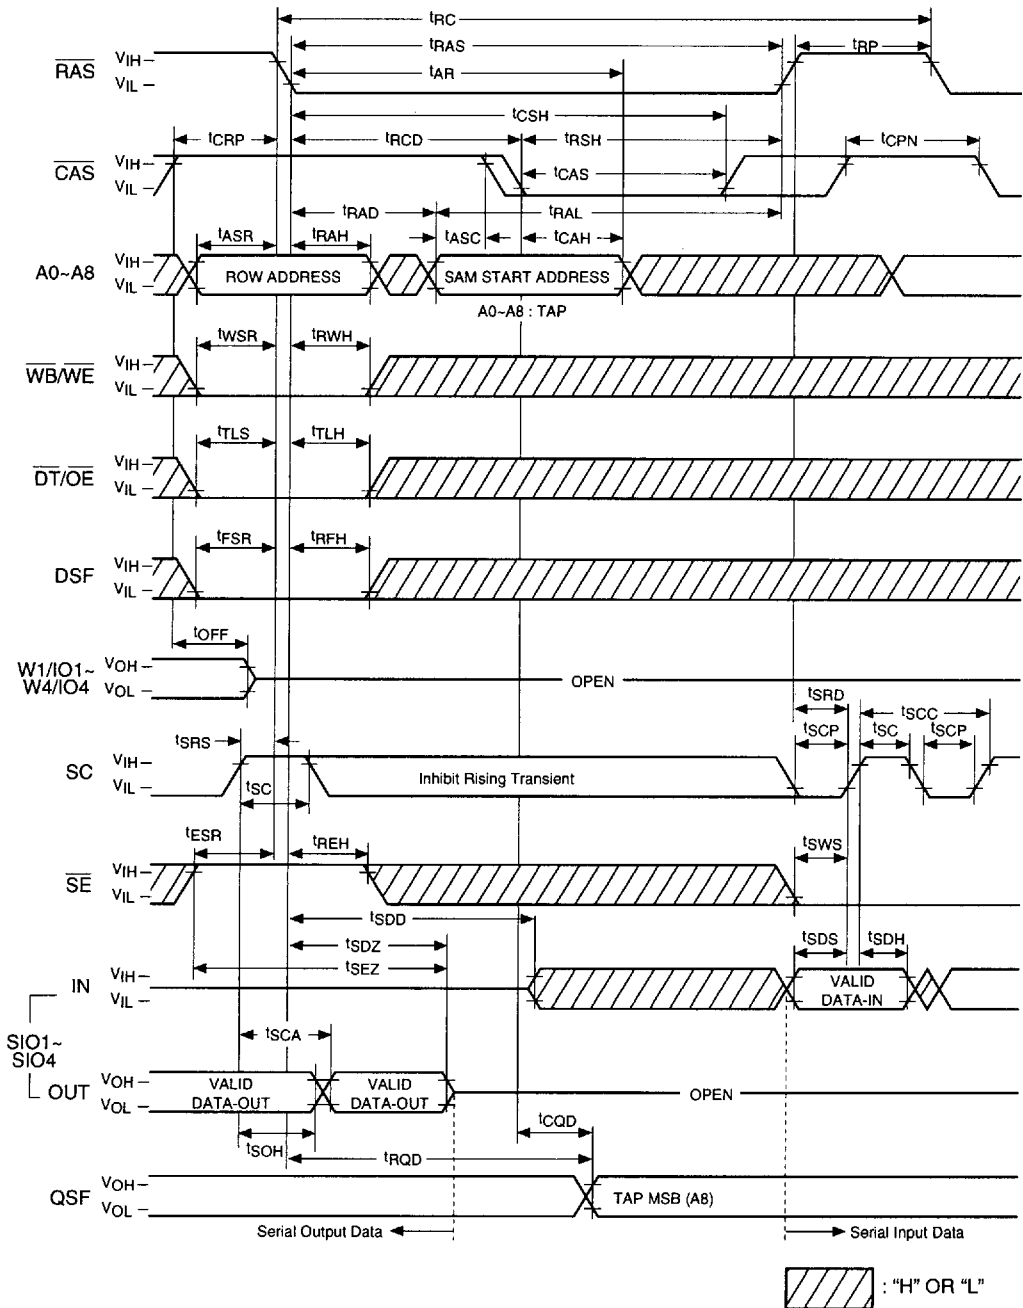 tRC
tRAS
tRP
RAS
VIH
VIL
tAR
tCSH
tCRP
tRCD
tRSH
tCPN
CAS
VIH
VIL
tCAS
tRAD
tRAL
tASR
tRAH
tASC
tCAH
A0~A8
VIH
VIL
ROW ADDRESS
SAM START ADDRESS
A0~A8 : TAP
tWSR
tRWH
WB/WE
VIH
VIL
tTLS
tTLH
DT/OE
VIH
VIL
tFSR
tRFH
DSF
VIH
VIL
tOFF
W1/IO1~
W4/IO4
VOH
VOL
OPEN
tSRD
tSCC
tSRS
tSCP
tSC
tSCP
SC
VIH
VIL
tSC
Inhibit Rising Transient
tESR
tREH
tSWS
SE
VIH
VIL
tSDD
tSDZ
tSEZ
tSDS
tSDH
IN
VIH
VIL
VALID
DATA-IN
SIO1~
SIO4
tSCA
OUT
VOH
VOL
VALID
DATA-OUT
VALID
DATA-OUT
OPEN
tCQD
tSOH
tRQD
QSF
VOH
VOL
TAP MSB (A8)
Serial Output Data
Serial Input Data
: "H" OR "L"